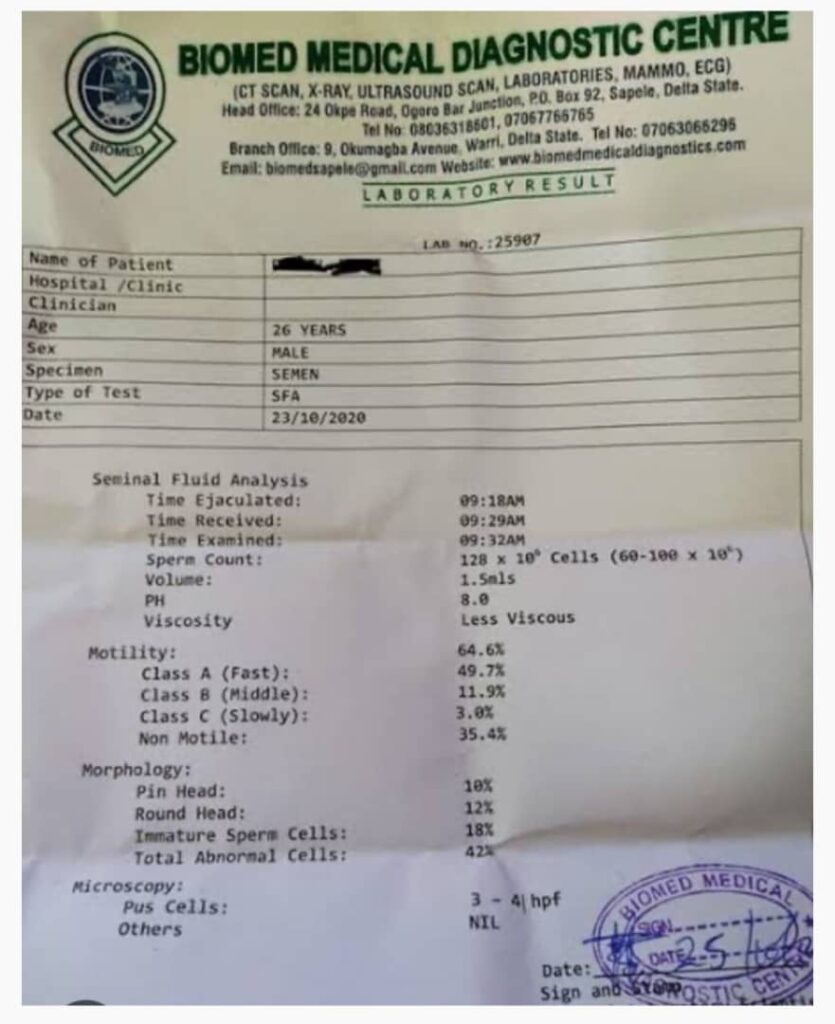 BIOMED MEDICAL DIAGNOSTIC CENTRE
(CT SCAN, X-RAY, ULTRASOUND SCAN, LABORATORIES, MAMMO, ECG)
Head Office: 24 Okpe Road, Ogoro Bar Junction, P.O. Box 92, Sapele, Delta State.
Tel No: 08036318601, 07067766765
Branch Office: 9, Okumagba Avenue, Warri, Delta State. Tel No: 07063066296
Email: biomedsapele@gmail.com Website: www.biomedmedicaldiagnostics.com
BIOMED
LABORATORY RESULT
LAB NO.:25907
Name of Patient
Hospital /Clinic
Clinician
Age 26 YEARS
Sex MALE
Specimen SEMEN
Type of Test SFA
Date 23/10/2020
Seminal Fluid Analysis
Time Ejaculated: 09:18AM
Time Received: 09:29AM
Time Examined: 09:32AM
Sperm Count: 128 x 10⁶ Cells (60-100 x 10⁶)
Volume: 1.5mls
PH 8.0
Viscosity Less Viscous
Motility: 64.6%
Class A (Fast): 49.7%
Class B (Middle): 11.9%
Class C (Slowly): 3.0%
Non Motile: 35.4%
Morphology:
Pin Head: 10%
Round Head: 12%
Immature Sperm Cells: 18%
Total Abnormal Cells: 42%
Microscopy:
Pus Cells: 3 - 4|hpf
Others NIL
BIOMED MEDICAL
SIGN
DATE 25
DIAGNOSTIC CENTRE
Date:
Sign and Stamp